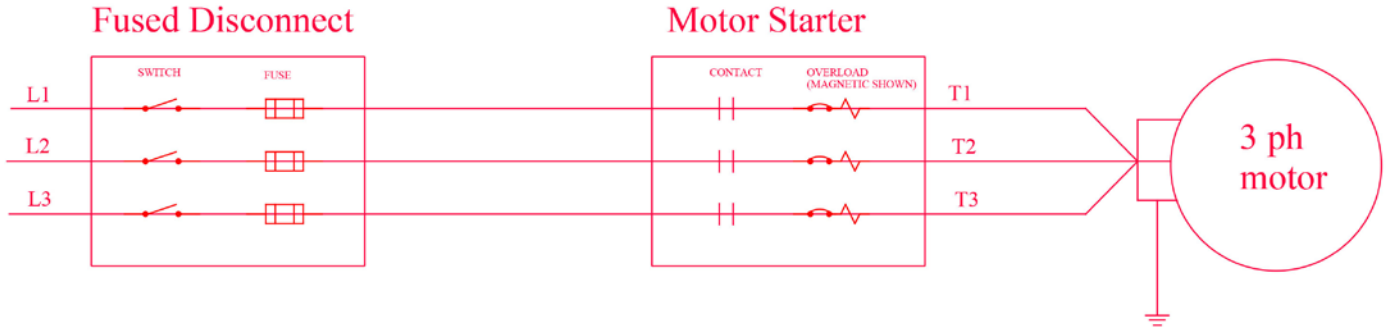 Fused Disconnect
Motor Starter
SWITCH
FUSE
CONTACT
OVERLOAD
(MAGNETIC SHOWN)
L1
T1
L2
T2
L3
T3
3 ph
motor